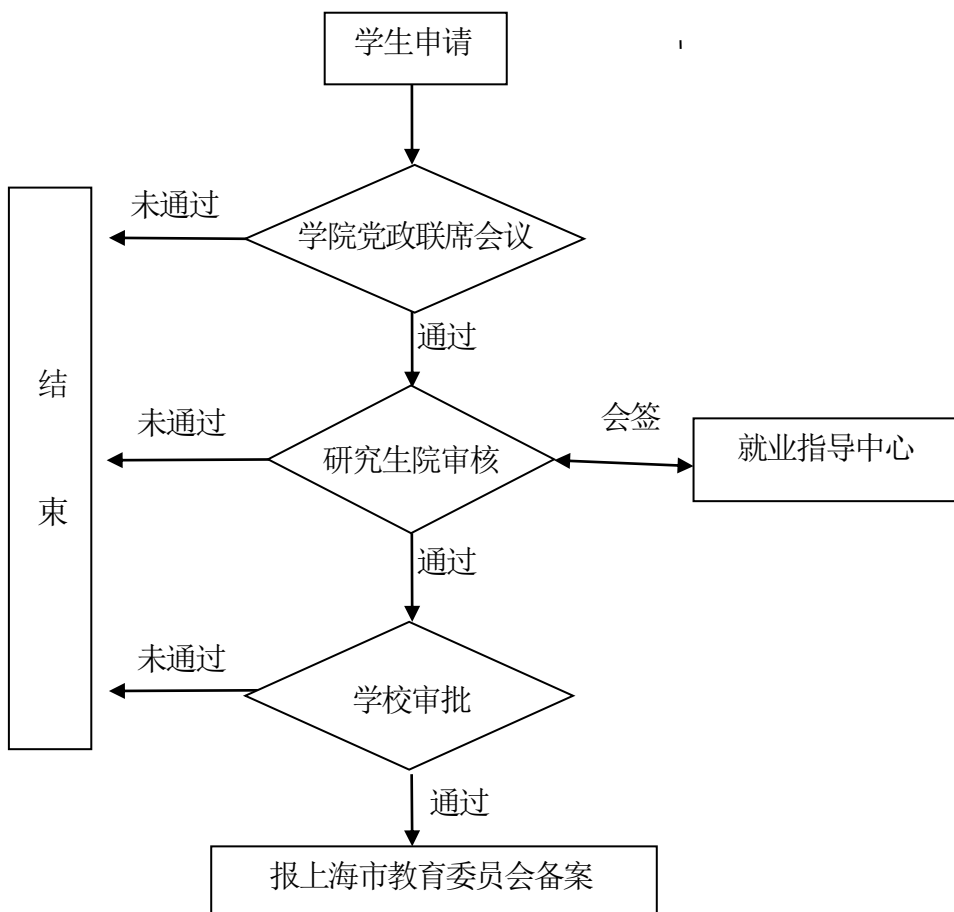 学生申请
未通过
学院党政联席会议
通过
结
束
未通过
研究生院审核
会签
就业指导中心
通过
未通过
学校审批
通过
报上海市教育委员会备案